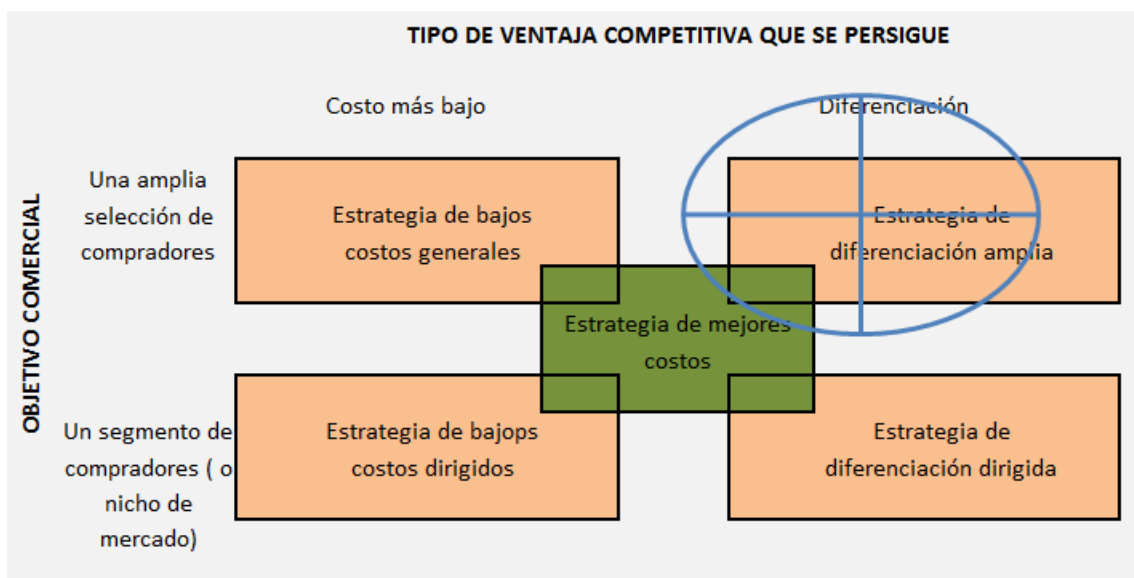 TIPO DE VENTAJA COMPETITIVA QUE SE PERSIGUE
Costo más bajo
Diferenciación
OBJETIVO COMERCIAL
Una amplia
selección de
compradores
Estrategia de bajos
costos generales
Estrategia de
diferenciación amplia
Estrategia de mejores
costos
Un segmento de
compradores ( o
nicho de
mercado)
Estrategia de bajops
costos dirigidos
Estrategia de
diferenciación dirigida